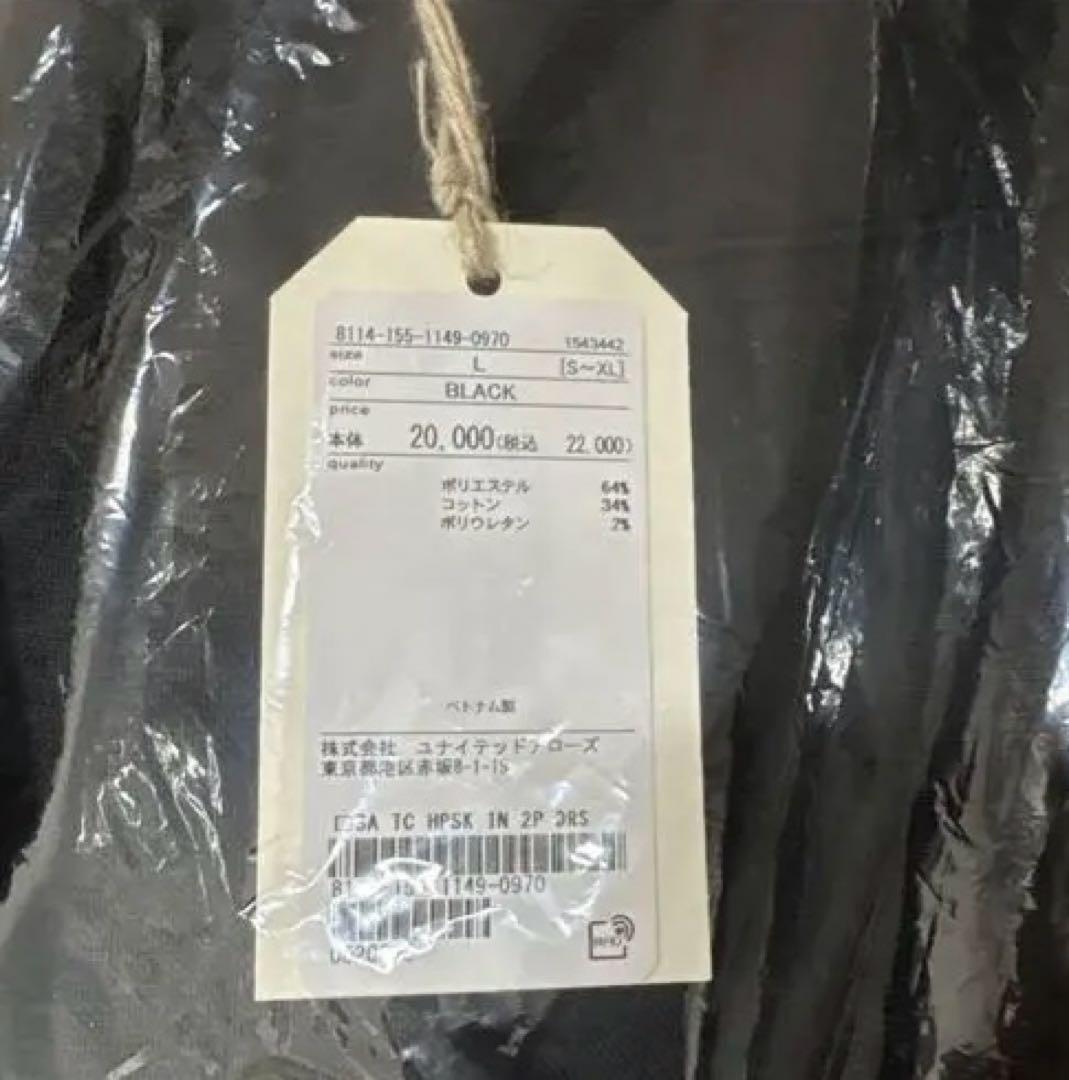 8114-155-1149-0970 1543442
size L [S~XL]
color BLACK
price
本体 20,000(税込 22,000)
quality
ポリエステル 64%
コットン 34%
ポリウレタン 2%
ベトナム製
株式会社 ユナイテッドアローズ
東京都港区赤坂8-1-19
TC HPSK IN 2P DRS
1149-0970